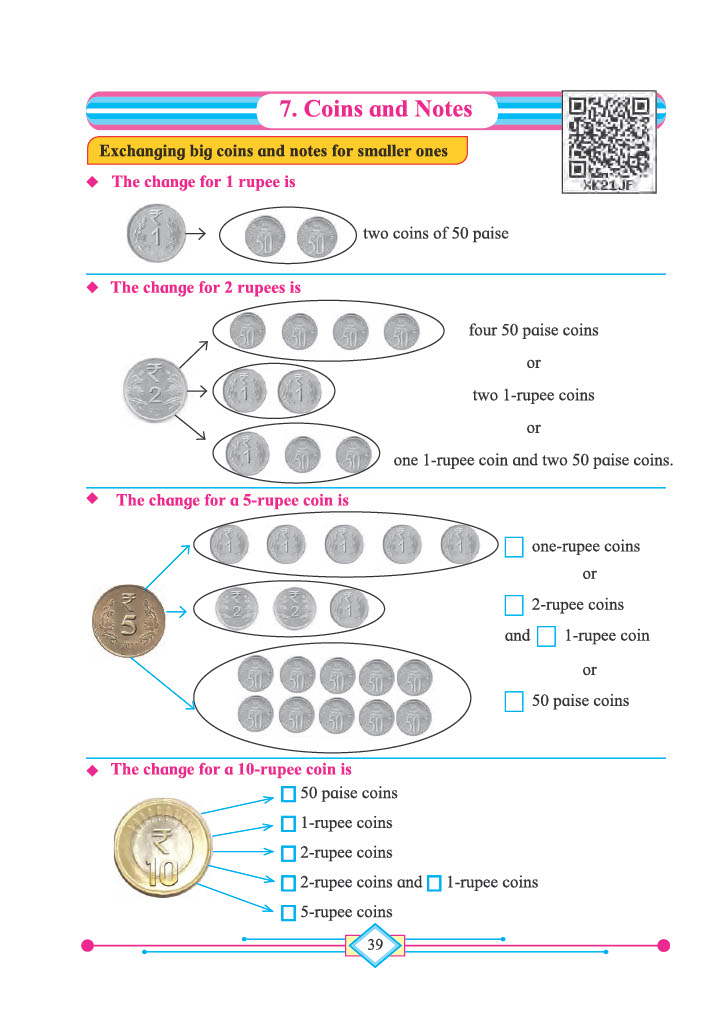 7. Coins and Notes
XK21JF
Exchanging big coins and notes for smaller ones
The change for 1 rupee is
₹
1
50 50
two coins of 50 paise
The change for 2 rupees is
50 50 50 50
four 50 paise coins
or
₹
2
1 1
two 1-rupee coins
or
1 50 50
one 1-rupee coin and two 50 paise coins.
The change for a 5-rupee coin is
1 1 1 1 1
one-rupee coins
or
₹
5
2 2 1
2-rupee coins
and 1-rupee coin
or
50 50 50 50 50
50 50 50 50 50
50 paise coins
The change for a 10-rupee coin is
₹
10
50 paise coins
1-rupee coins
2-rupee coins
2-rupee coins and 1-rupee coins
5-rupee coins
39